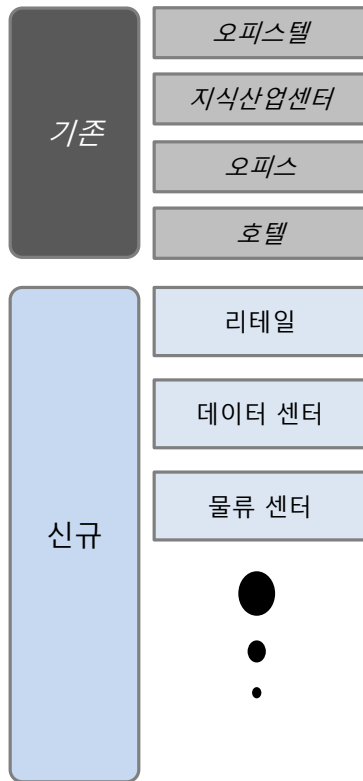 기존
오피스텔
지식산업센터
오피스
호텔
신규
리테일
데이터 센터
물류 센터